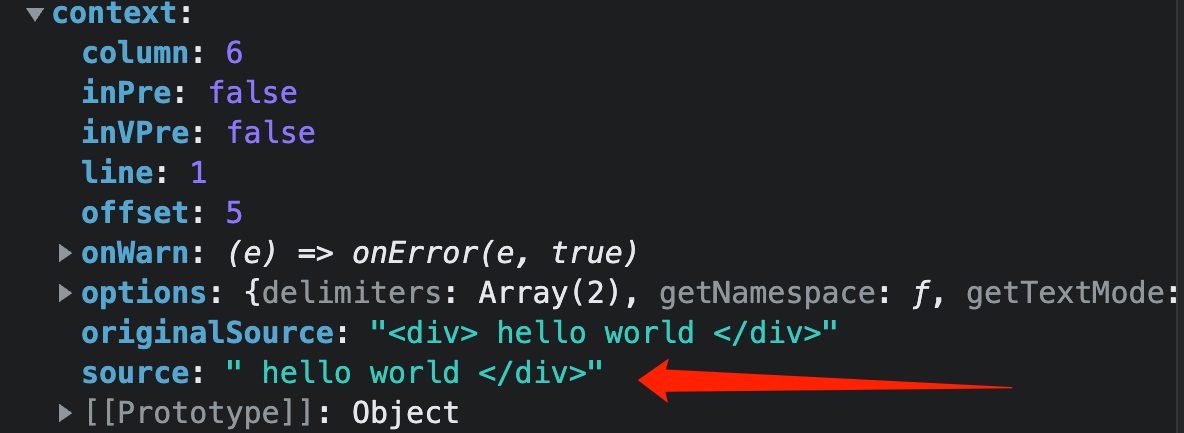 ▼context:
column: 6
inPre: false
inVPre: false
line: 1
offset: 5
▶onWarn: (e) => onError(e, true)
▶options: {delimiters: Array(2), getNamespace: ƒ, getTextMode:
originalSource: "<div> hello world </div>"
source: " hello world </div>"
▶[[Prototype]]: Object